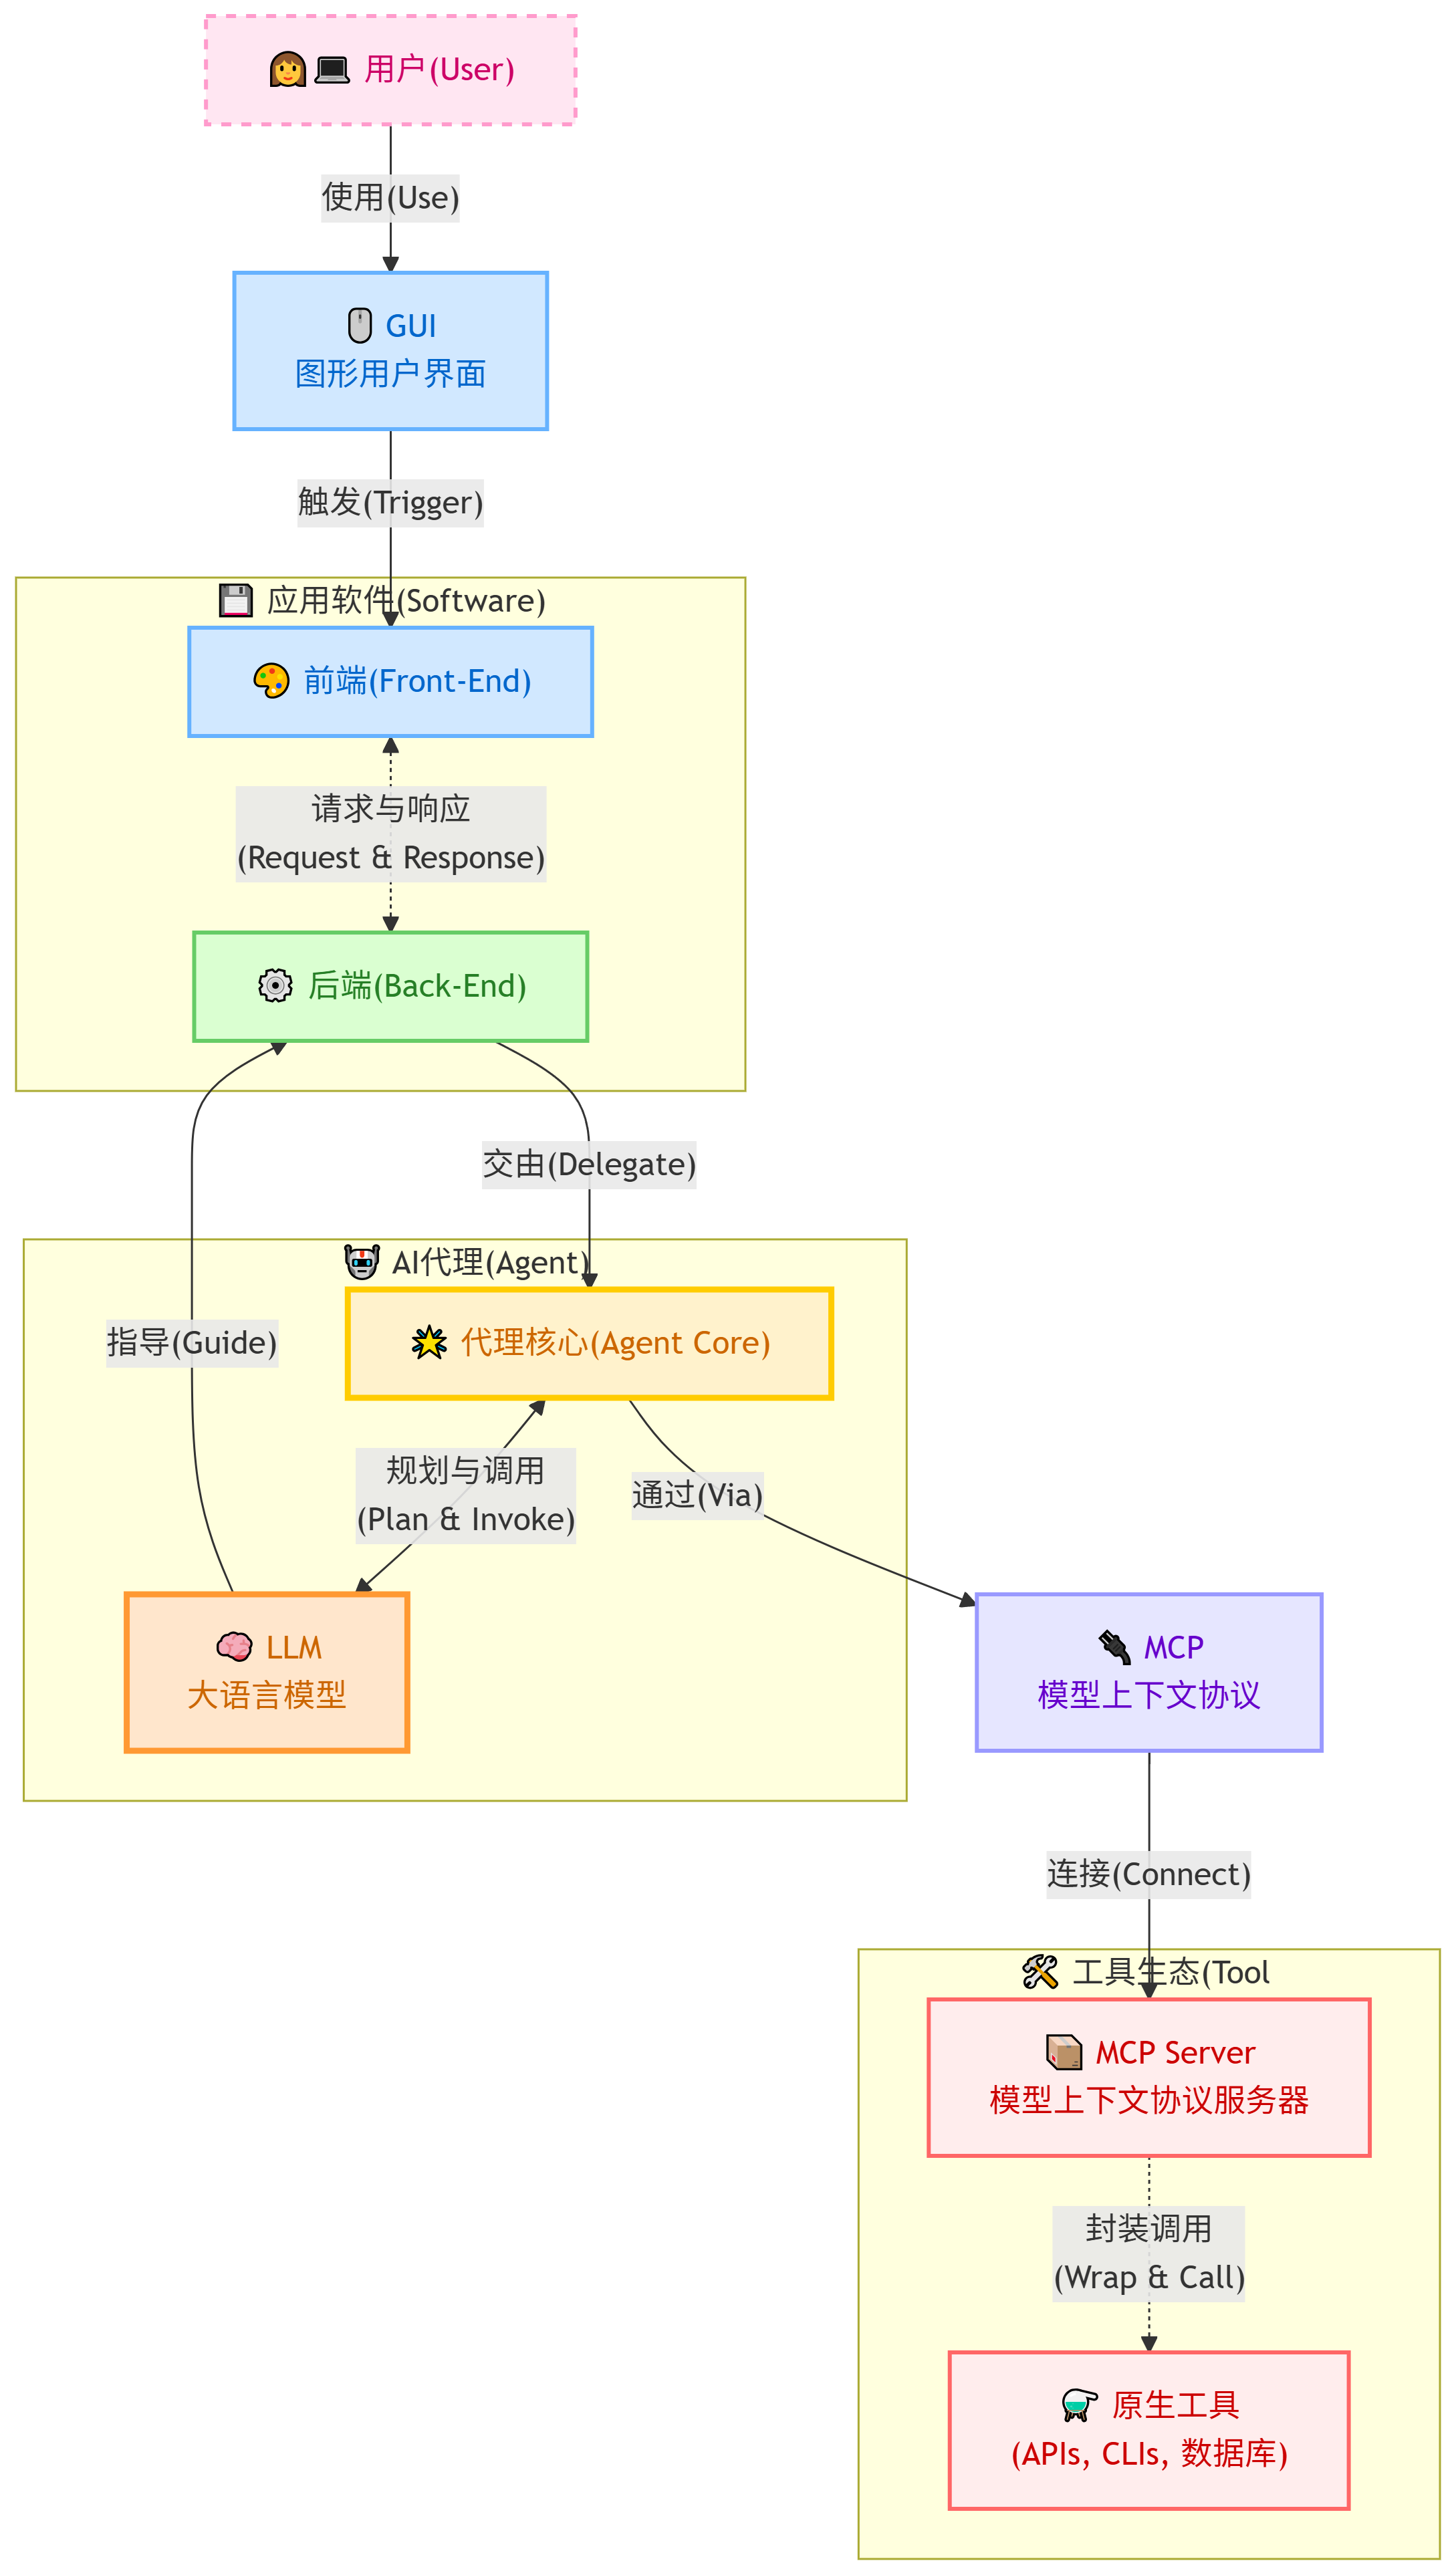 用户(User)
使用(Use)
GUI
图形用户界面
触发(Trigger)
应用软件(Software)
前端(Front-End)
请求与响应
(Request & Response)
后端(Back-End)
交由(Delegate)
AI代理(Agent)
代理核心(Agent Core)
指导(Guide)
规划与调用
(Plan & Invoke)
通过(Via)
LLM
大语言模型
MCP
模型上下文协议
连接(Connect)
工具生态(Tool
MCP Server
模型上下文协议服务器
封装调用
(Wrap & Call)
原生工具
(APIs, CLIs, 数据库)